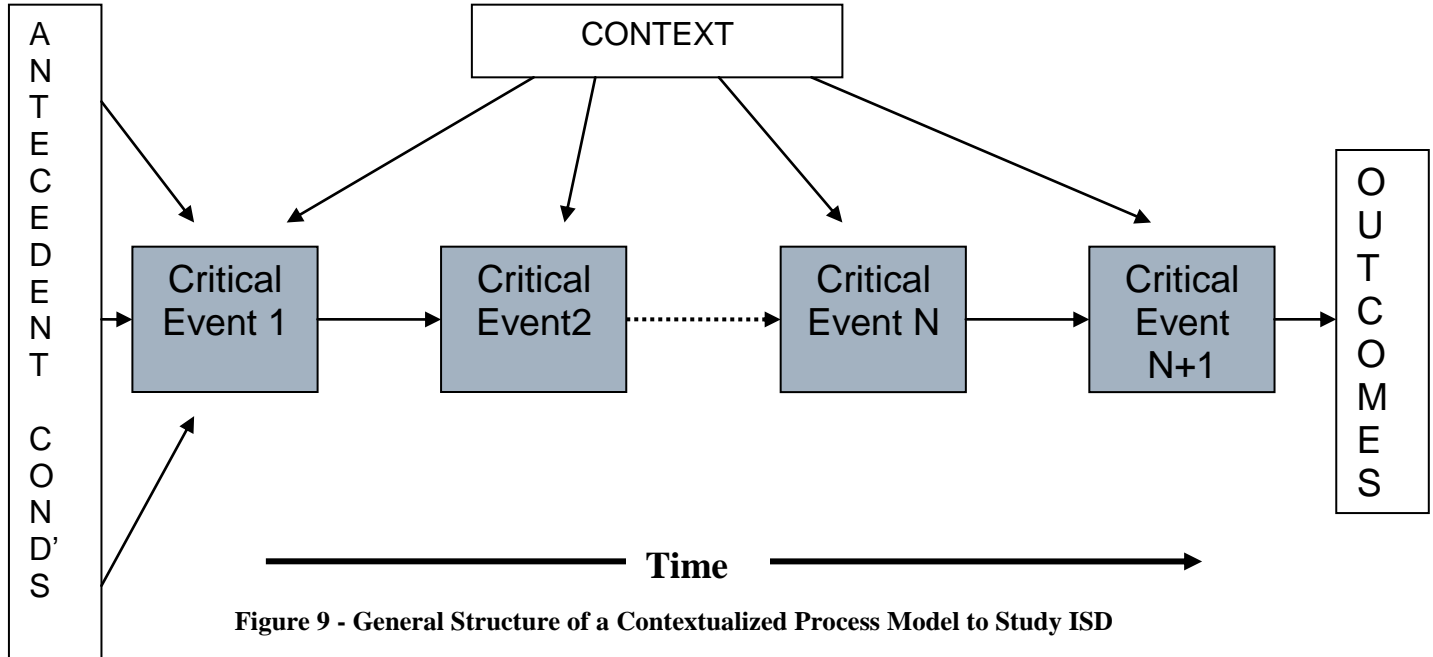 A
N
T
E
C
E
D
E
N
T
C
O
N
D'
S
CONTEXT
Critical
Event 1
Critical
Event2
Critical
Event N
Critical
Event
N+1
O
U
T
C
O
M
E
S
Time
Figure 9 - General Structure of a Contextualized Process Model to Study ISD